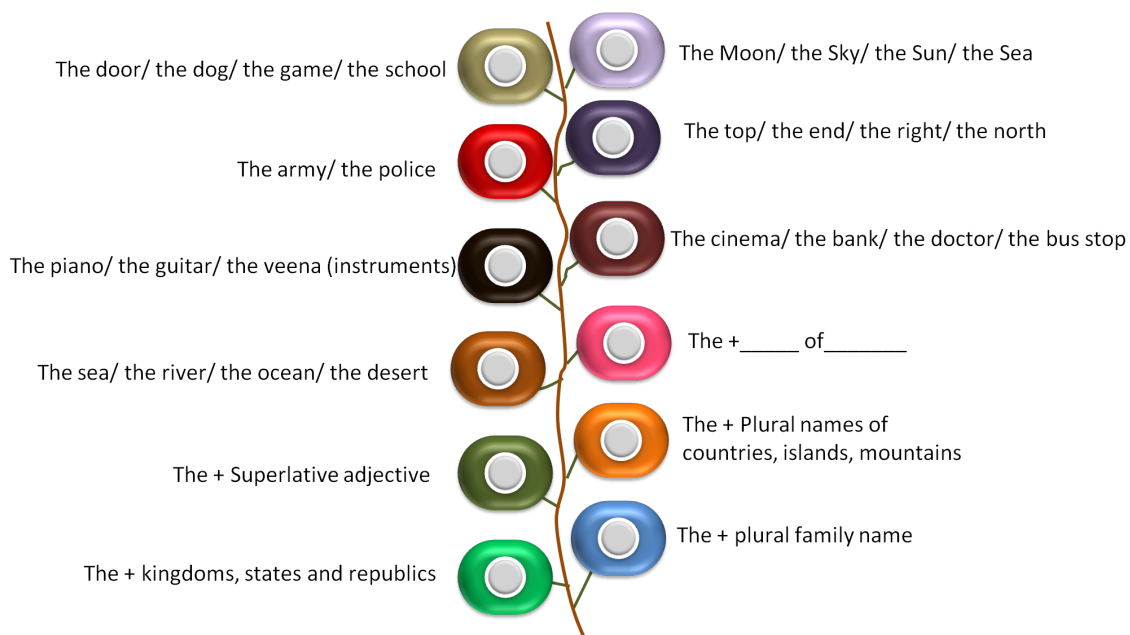 The door/ the dog/ the game/ the school
The Moon/ the Sky/ the Sun/ the Sea
The army/ the police
The top/ the end/ the right/ the north
The piano/ the guitar/ the veena (instruments)
The cinema/ the bank/ the doctor/ the bus stop
The sea/ the river/ the ocean/ the desert
The +_____ of_______
The + Superlative adjective
The + Plural names of
countries, islands, mountains
The + kingdoms, states and republics
The + plural family name